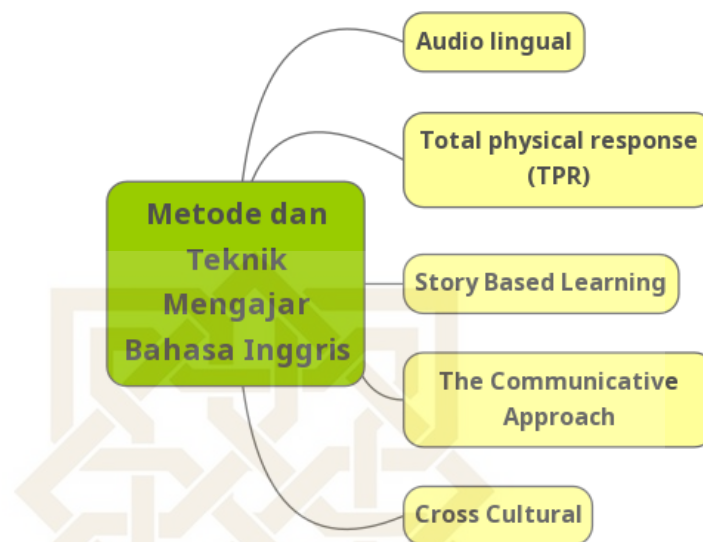 Audio lingual
Total physical response
(TPR)
Metode dan
Teknik
Mengajar
Bahasa Inggris
Story Based Learning
The Communicative
Approach
Cross Cultural